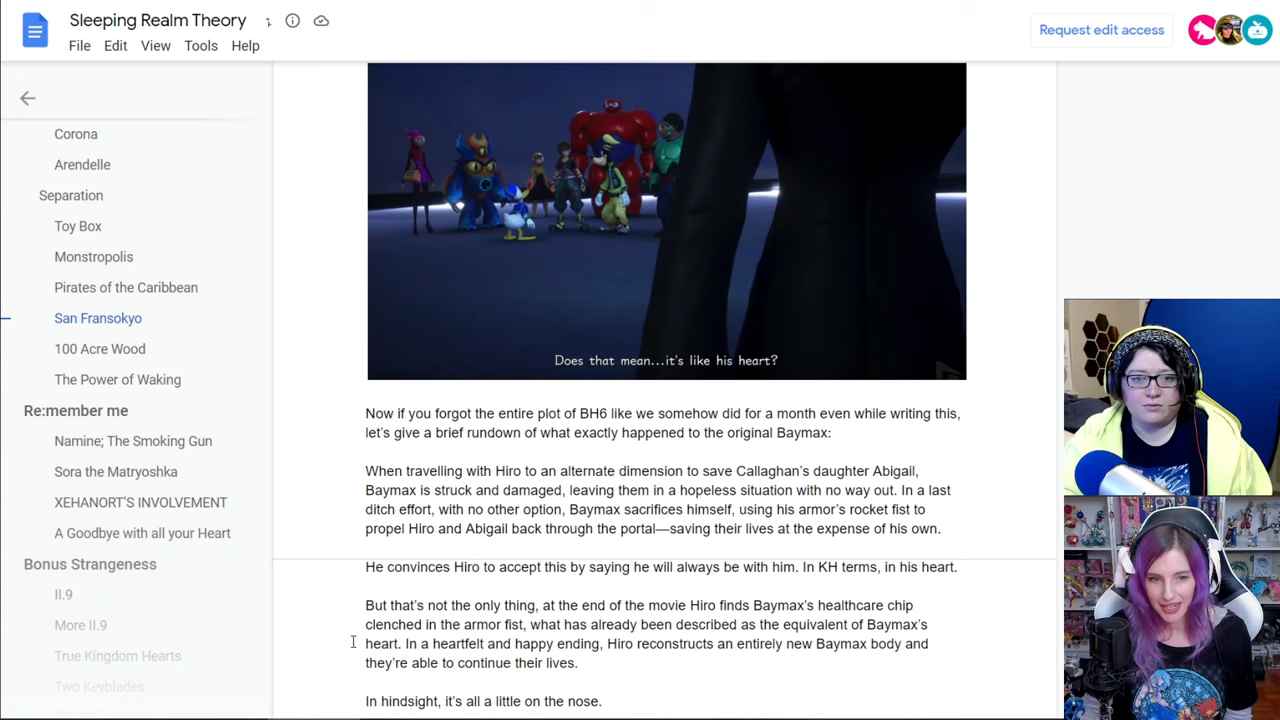 Sleeping Realm Theory
Request edit access
File Edit View Tools Help
Corona
Arendelle
Separation
Toy Box
Monstropolis
Pirates of the Caribbean
San Fransokyo
100 Acre Wood
The Power of Waking
Re:member me
Namine; The Smoking Gun
Sora the Matryoshka
XEHANORT'S INVOLVEMENT
A Goodbye with all your Heart
Bonus Strangeness
II.9
More II.9
True Kingdom Hearts
Two Keyblades
Does that mean...it's like his heart?
Now if you forgot the entire plot of BH6 like we somehow did for a month even while writing this,
let's give a brief rundown of what exactly happened to the original Baymax:
When travelling with Hiro to an alternate dimension to save Callaghan's daughter Abigail,
Baymax is struck and damaged, leaving them in a hopeless situation with no way out. In a last
ditch effort, with no other option, Baymax sacrifices himself, using his armor's rocket fist to
propel Hiro and Abigail back through the portal—saving their lives at the expense of his own.
He convinces Hiro to accept this by saying he will always be with him. In KH terms, in his heart.
But that's not the only thing, at the end of the movie Hiro finds Baymax's healthcare chip
clenched in the armor fist, what has already been described as the equivalent of Baymax's
heart. In a heartfelt and happy ending, Hiro reconstructs an entirely new Baymax body and
they're able to continue their lives.
In hindsight, it's all a little on the nose.